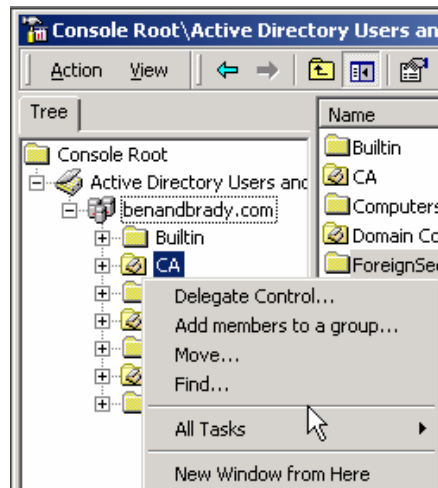 Console Root\Active Directory Users an
Action View
Tree
Name
Console Root
Active Directory Users and
benandbrady.com
Builtin
CA
Builtin
CA
Computers
Domain Co
ForeignSec
Delegate Control...
Add members to a group...
Move...
Find...
All Tasks
New Window from Here